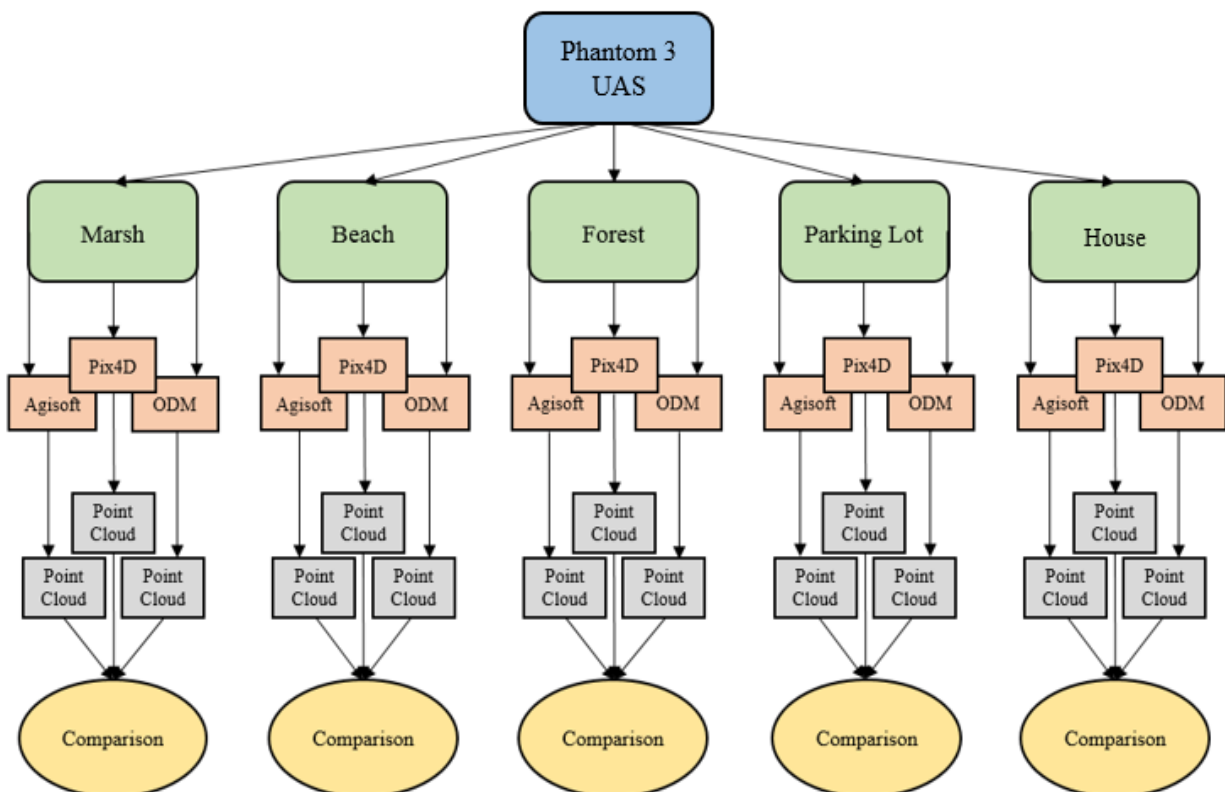 Phantom 3
UAS
Marsh
Beach
Forest
Parking Lot
House
Pix4D
Pix4D
Pix4D
Pix4D
Pix4D
Agisoft
ODM
Agisoft
ODM
Agisoft
ODM
Agisoft
ODM
Agisoft
ODM
Point
Cloud
Point
Cloud
Point
Cloud
Point
Cloud
Point
Cloud
Point
Cloud
Point
Cloud
Point
Cloud
Point
Cloud
Point
Cloud
Point
Cloud
Point
Cloud
Point
Cloud
Point
Cloud
Point
Cloud
Comparison
Comparison
Comparison
Comparison
Comparison